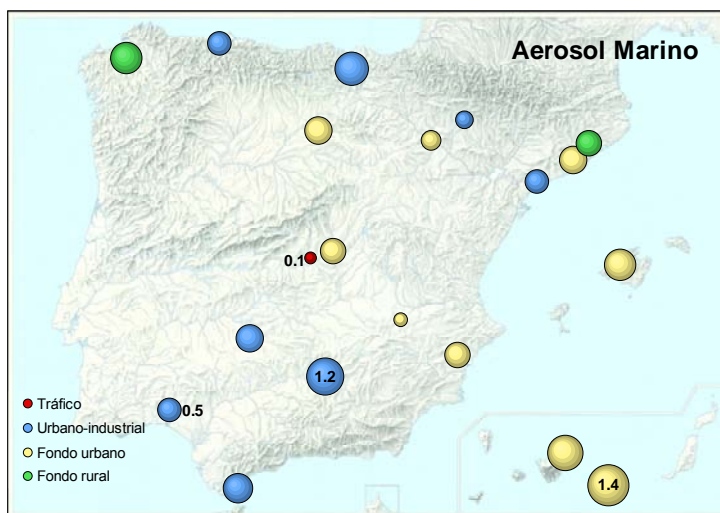 Aerosol Marino
0.1
1.2
0.5
Tráfico
Urbano-industrial
Fondo urbano
Fondo rural
1.4